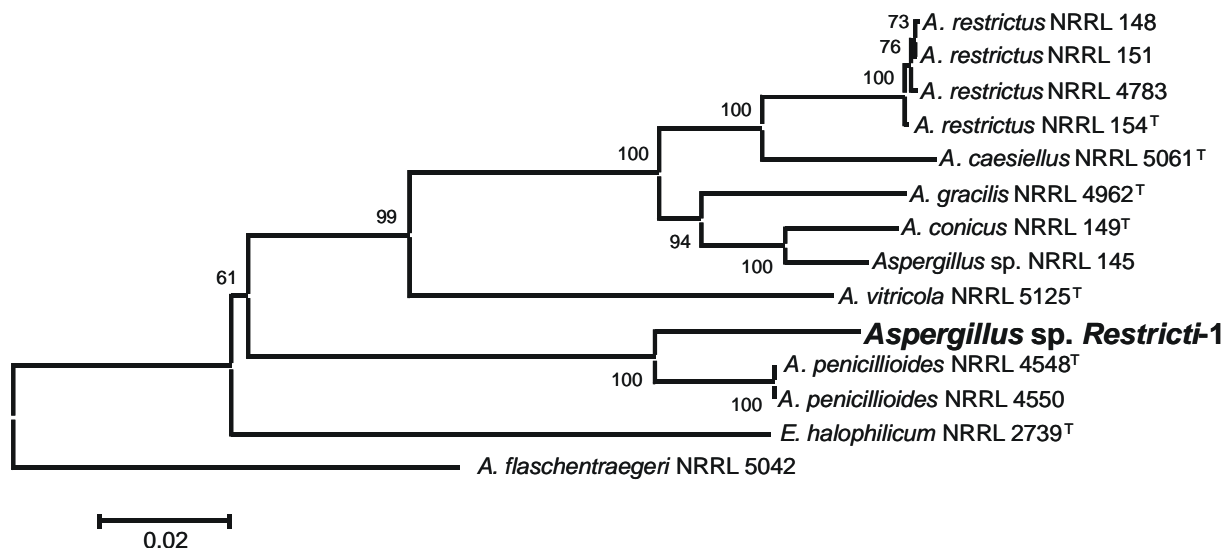 73 A. restrictus NRRL 148
76 A. restrictus NRRL 151
100 A. restrictus NRRL 4783
100 A. restrictus NRRL 154ᵀ
100 A. caesiellus NRRL 5061ᵀ
A. gracilis NRRL 4962ᵀ
99 A. conicus NRRL 149ᵀ
94
100 Aspergillus sp. NRRL 145
61 A. vitricola NRRL 5125ᵀ
Aspergillus sp. Restricti-1
A. penicillioides NRRL 4548ᵀ
100
100 A. penicillioides NRRL 4550
E. halophilicum NRRL 2739ᵀ
A. flaschentraegeri NRRL 5042
0.02